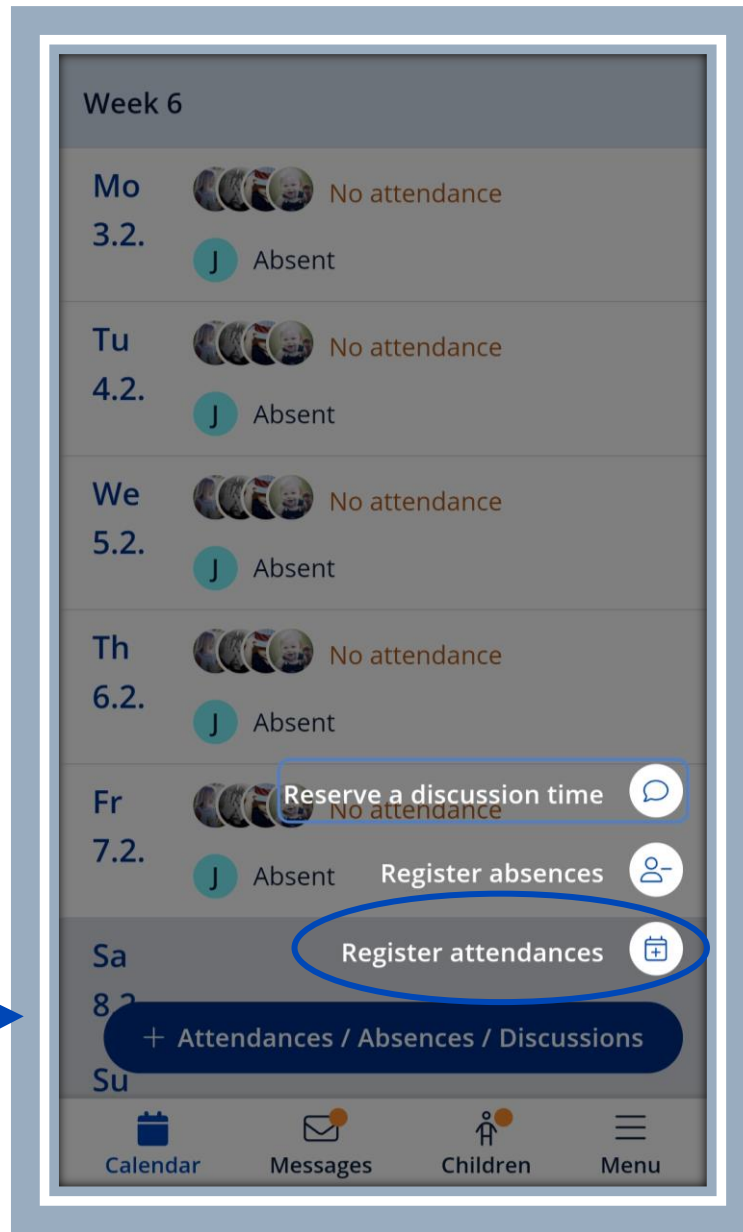 Week 6
Mo
No attendance
3.2.
J Absent
Tu
No attendance
4.2.
J Absent
We
No attendance
5.2.
J Absent
Th
No attendance
6.2.
J Absent
Reserve a discussion time
Fr
No attendance
7.2.
J Absent
Register absences
Sa
Register attendances
+ Attendances / Absences / Discussions
Su
Calendar Messages Children Menu